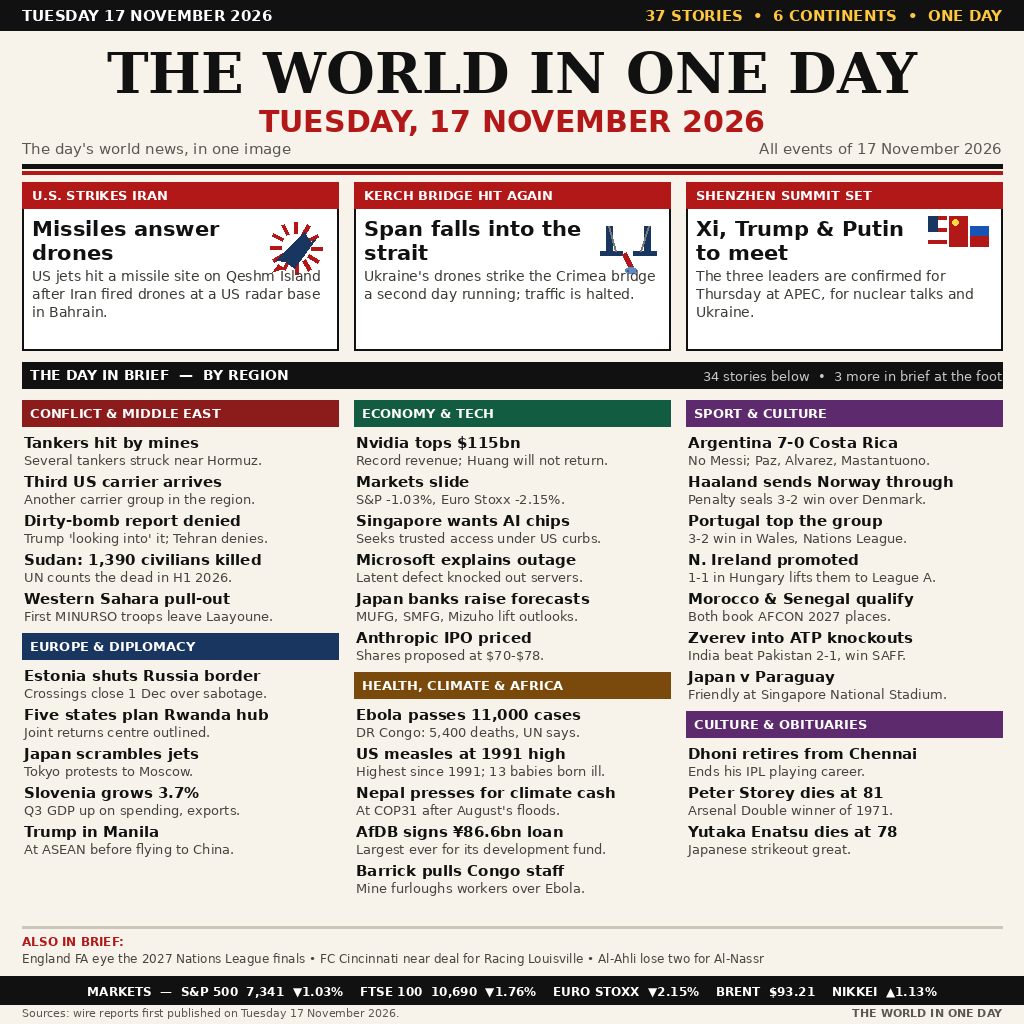 TUESDAY 17 NOVEMBER 2026
37 STORIES • 6 CONTINENTS • ONE DAY
THE WORLD IN ONE DAY
TUESDAY, 17 NOVEMBER 2026
The day's world news, in one image
All events of 17 November 2026
U.S. STRIKES IRAN
Missiles answer
drones
US jets hit a missile site on Qeshm Island
after Iran fired drones at a US radar base
in Bahrain.
KERCH BRIDGE HIT AGAIN
Span falls into the
strait
Ukraine's drones strike the Crimea bridge
a second day running; traffic is halted.
SHENZHEN SUMMIT SET
Xi, Trump & Putin
to meet
The three leaders are confirmed for
Thursday at APEC, for nuclear talks and
Ukraine.
THE DAY IN BRIEF — BY REGION
34 stories below • 3 more in brief at the foot
CONFLICT & MIDDLE EAST
Tankers hit by mines
Several tankers struck near Hormuz.
Third US carrier arrives
Another carrier group in the region.
Dirty-bomb report denied
Trump 'looking into' it; Tehran denies.
Sudan: 1,390 civilians killed
UN counts the dead in H1 2026.
Western Sahara pull-out
First MINURSO troops leave Laayoune.
EUROPE & DIPLOMACY
Estonia shuts Russia border
Crossings close 1 Dec over sabotage.
Five states plan Rwanda hub
Joint returns centre outlined.
Japan scrambles jets
Tokyo protests to Moscow.
Slovenia grows 3.7%
Q3 GDP up on spending, exports.
Trump in Manila
At ASEAN before flying to China.
ECONOMY & TECH
Nvidia tops $115bn
Record revenue; Huang will not return.
Markets slide
S&P -1.03%, Euro Stoxx -2.15%.
Singapore wants AI chips
Seeks trusted access under US curbs.
Microsoft explains outage
Latent defect knocked out servers.
Japan banks raise forecasts
MUFG, SMFG, Mizuho lift outlooks.
Anthropic IPO priced
Shares proposed at $70-$78.
HEALTH, CLIMATE & AFRICA
Ebola passes 11,000 cases
DR Congo: 5,400 deaths, UN says.
US measles at 1991 high
Highest since 1991; 13 babies born ill.
Nepal presses for climate cash
At COP31 after August's floods.
AfDB signs ¥86.6bn loan
Largest ever for its development fund.
Barrick pulls Congo staff
Mine furloughs workers over Ebola.
SPORT & CULTURE
Argentina 7-0 Costa Rica
No Messi; Paz, Alvarez, Mastantuono.
Haaland sends Norway through
Penalty seals 3-2 win over Denmark.
Portugal top the group
3-2 win in Wales, Nations League.
N. Ireland promoted
1-1 in Hungary lifts them to League A.
Morocco & Senegal qualify
Both book AFCON 2027 places.
Zverev into ATP knockouts
India beat Pakistan 2-1, win SAFF.
Japan v Paraguay
Friendly at Singapore National Stadium.
CULTURE & OBITUARIES
Dhoni retires from Chennai
Ends his IPL playing career.
Peter Storey dies at 81
Arsenal Double winner of 1971.
Yutaka Enatsu dies at 78
Japanese strikeout great.
ALSO IN BRIEF:
England FA eye the 2027 Nations League finals • FC Cincinnati near deal for Racing Louisville • Al-Ahli lose two for Al-Nassr
MARKETS — S&P 500 7,341 ▼1.03% FTSE 100 10,690 ▼1.76% EURO STOXX ▼2.15% BRENT $93.21 NIKKEI ▲1.13%
Sources: wire reports first published on Tuesday 17 November 2026.
THE WORLD IN ONE DAY